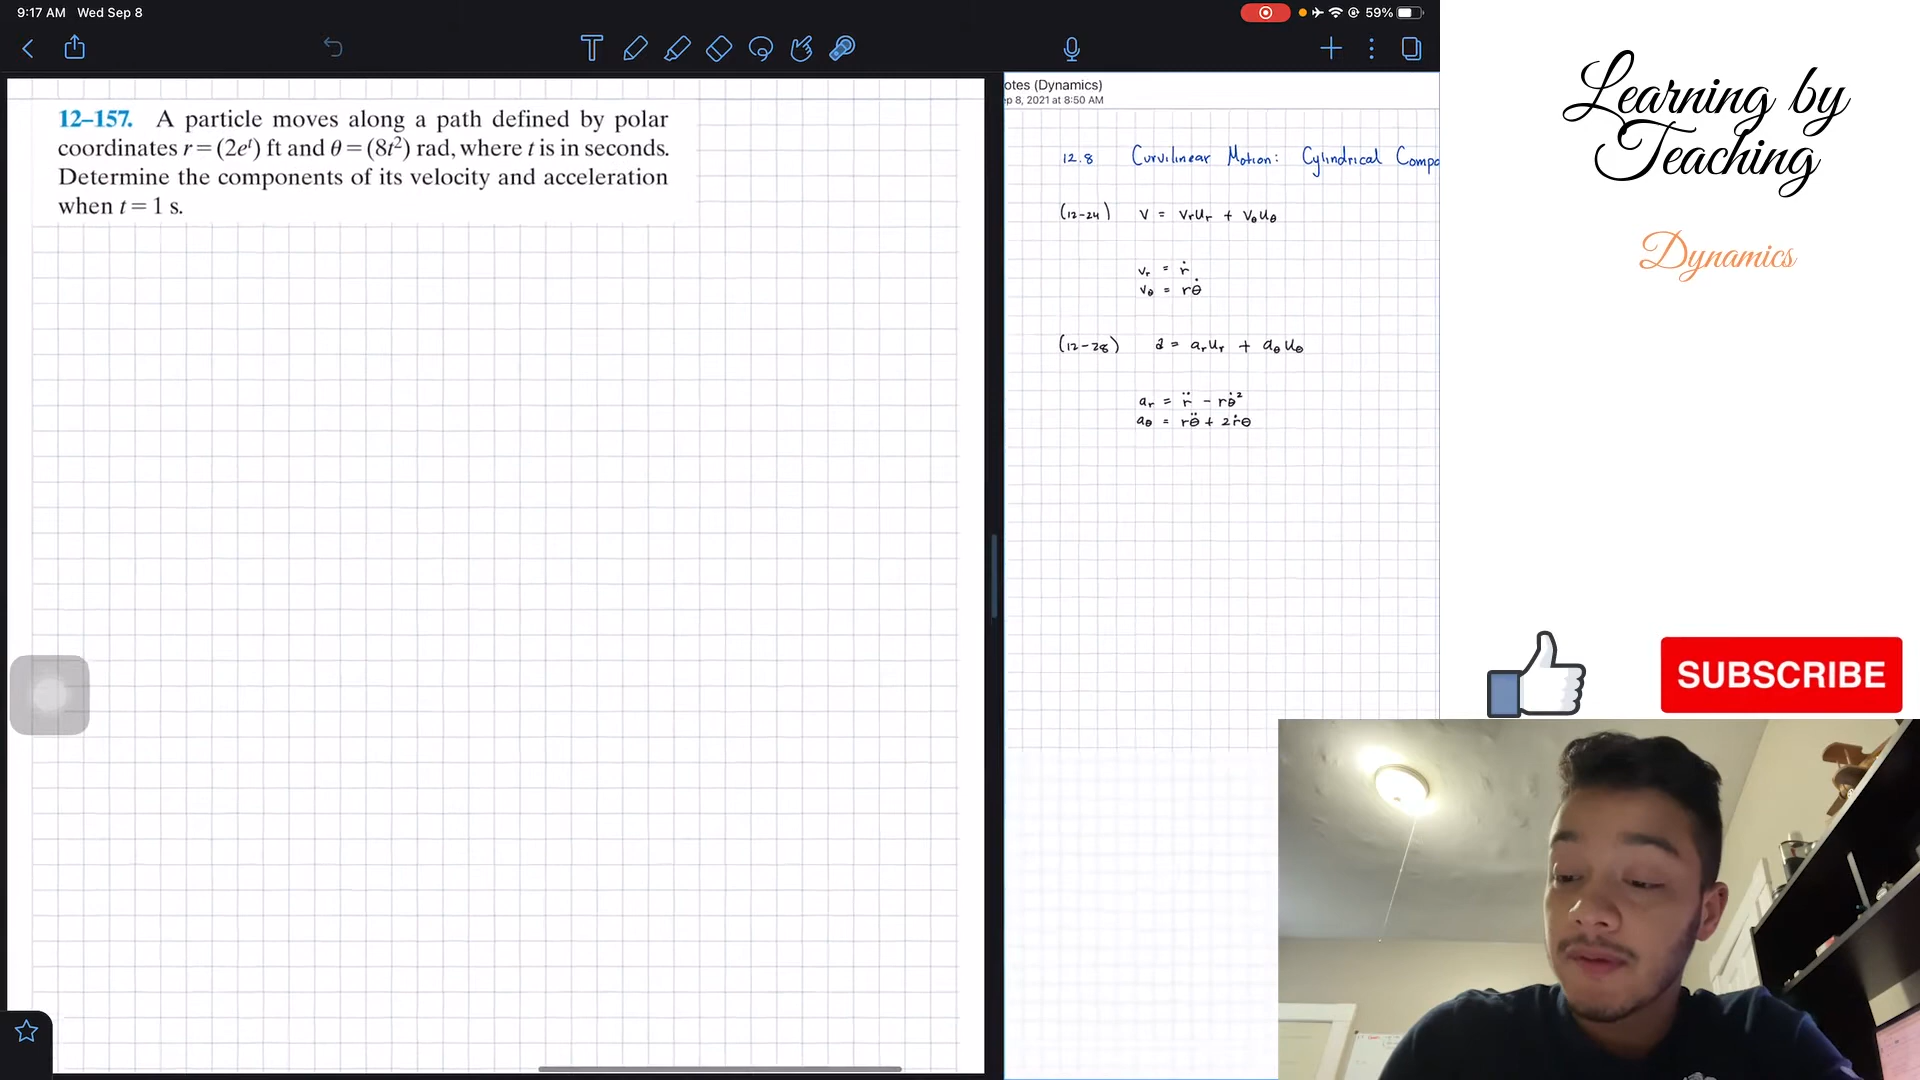 9:17 AM Wed Sep 8
59%
12–157. A particle moves along a path defined by polar
coordinates r = (2eᵗ) ft and θ = (8t²) rad, where t is in seconds.
Determine the components of its velocity and acceleration
when t = 1 s.
otes (Dynamics)
ep 8, 2021 at 8:50 AM
12.8 Curvilinear Motion: Cylindrical Compo
(12-24) v = vᵣuᵣ + v_θu_θ
vᵣ = ṙ
v_θ = rθ̇
(12-28) a = aᵣuᵣ + a_θu_θ
aᵣ = r̈ - rθ̇²
a_θ = rθ̈ + 2ṙθ
Learning by
Teaching
Dynamics
SUBSCRIBE